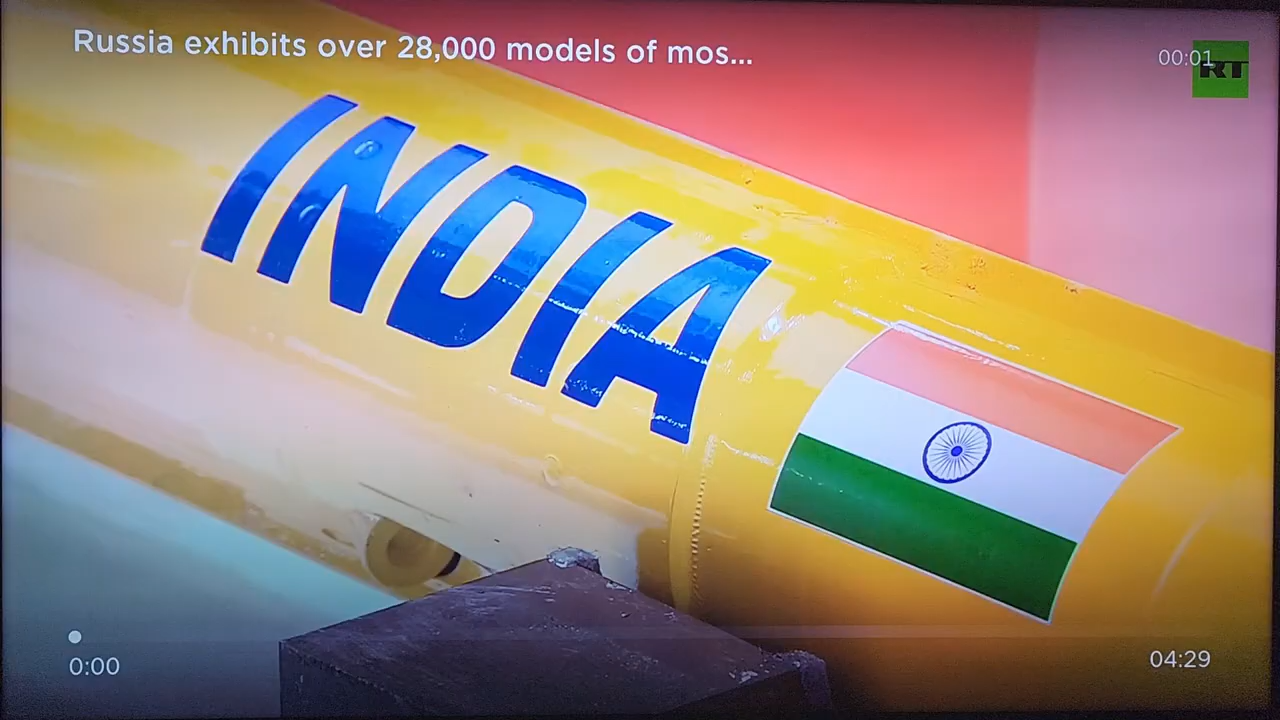 Russia exhibits over 28,000 models of mos...
00:01
RT
INDIA
0:00
04:29